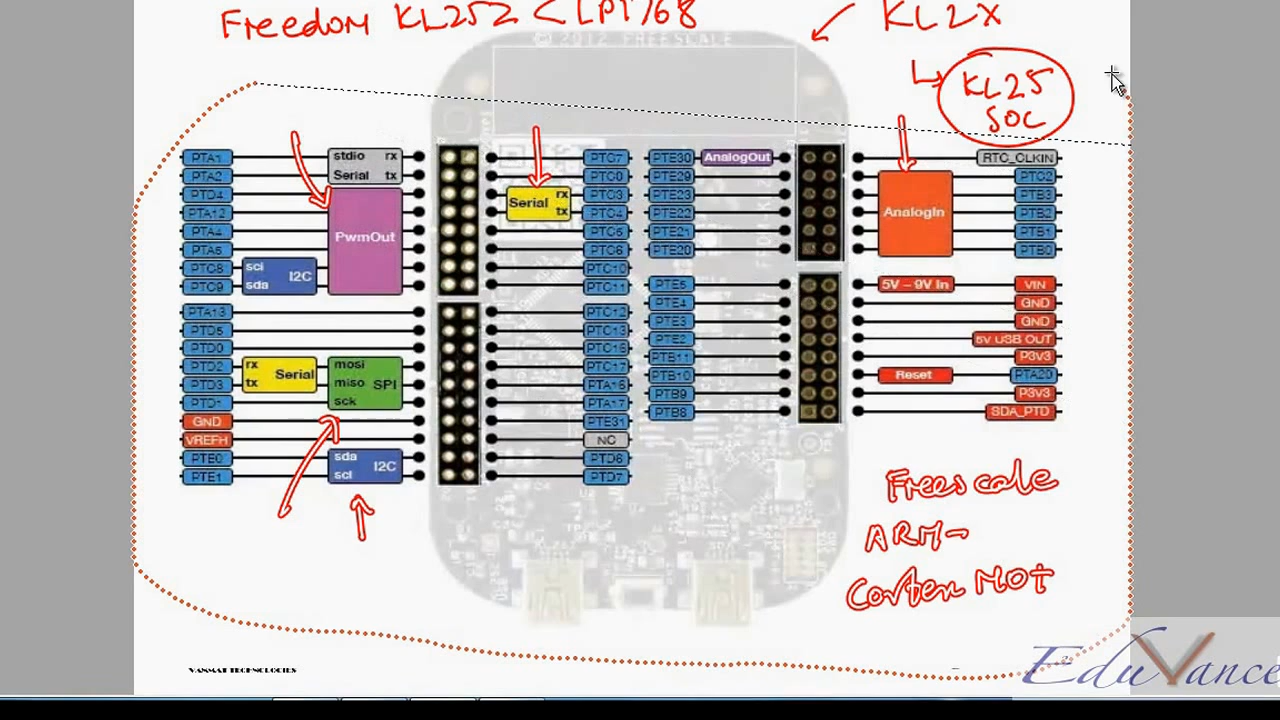 Freedom KL25Z < LPC1768
KL2X
© 2012 FREESCALE
KL25
SOC
PTA1 stdio rx PTC7 PTE30 AnalogOut RTC_CLKIN
PTA2 Serial tx PTC0 PTE29 PTC2
PTD4 PTC3 PTE23 PTB3
PTA12 PTC4 PTE22 PTB2
PTA4 PTC5 PTE21 PTB1
PTA5 PTC6 PTE20 PTB0
Serial rx tx
AnalogIn
PwmOut
PTC8 scl I2C PTC10
PTC9 sda PTC11 PTE5 5V – 9V In VIN
PTA13 PTC12 PTE4 GND
PTD5 PTC13 PTE3 GND
PTD0 PTC16 PTE2 5V USB OUT
PTD2 rx Serial mosi PTC17 PTB11 P3V3
PTD3 tx miso SPI PTA16 PTB10 Reset PTA20
PTD1 sck PTA17 PTB9 P3V3
GND PTE31 PTB8 SDA_PTD
VREFH NC
PTE0 sda I2C PTD6
PTE1 scl PTD7
Freescale
ARM-
Cortex M0+
VANMAT TECHNOLOGIES
EduVance